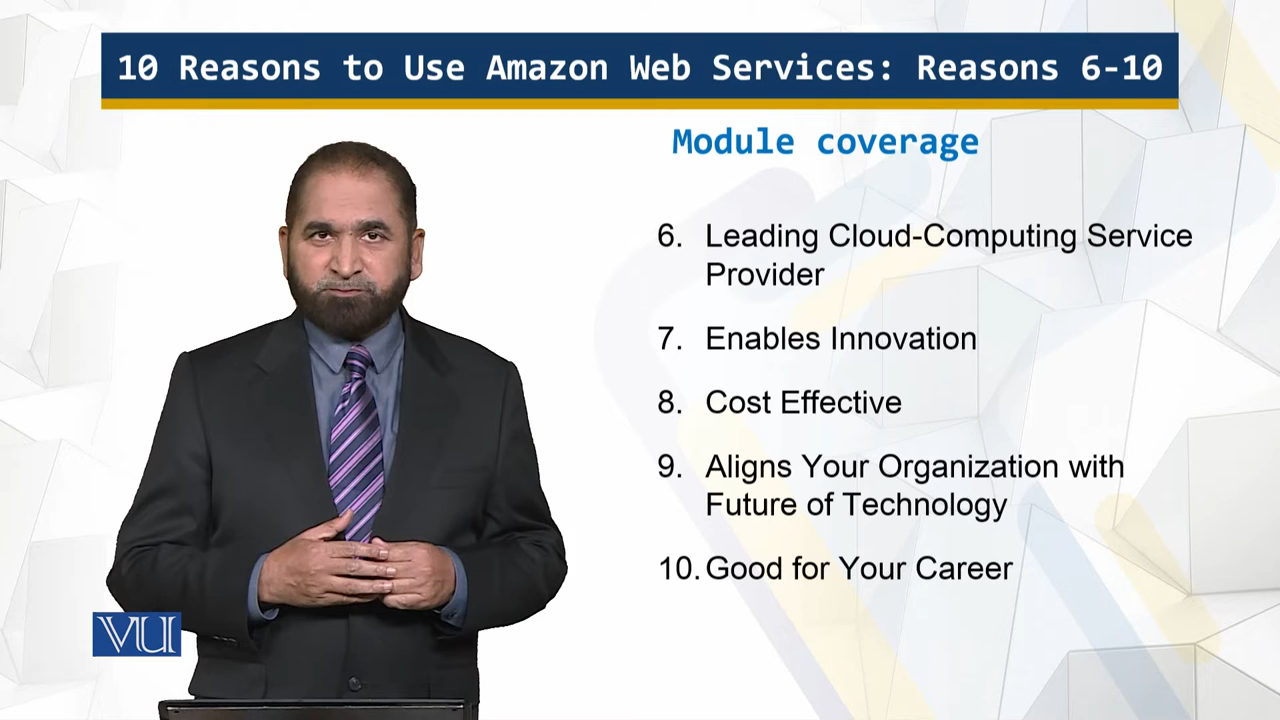 10 Reasons to Use Amazon Web Services: Reasons 6-10
Module coverage
6. Leading Cloud-Computing Service
Provider
7. Enables Innovation
8. Cost Effective
9. Aligns Your Organization with
Future of Technology
10. Good for Your Career
VU